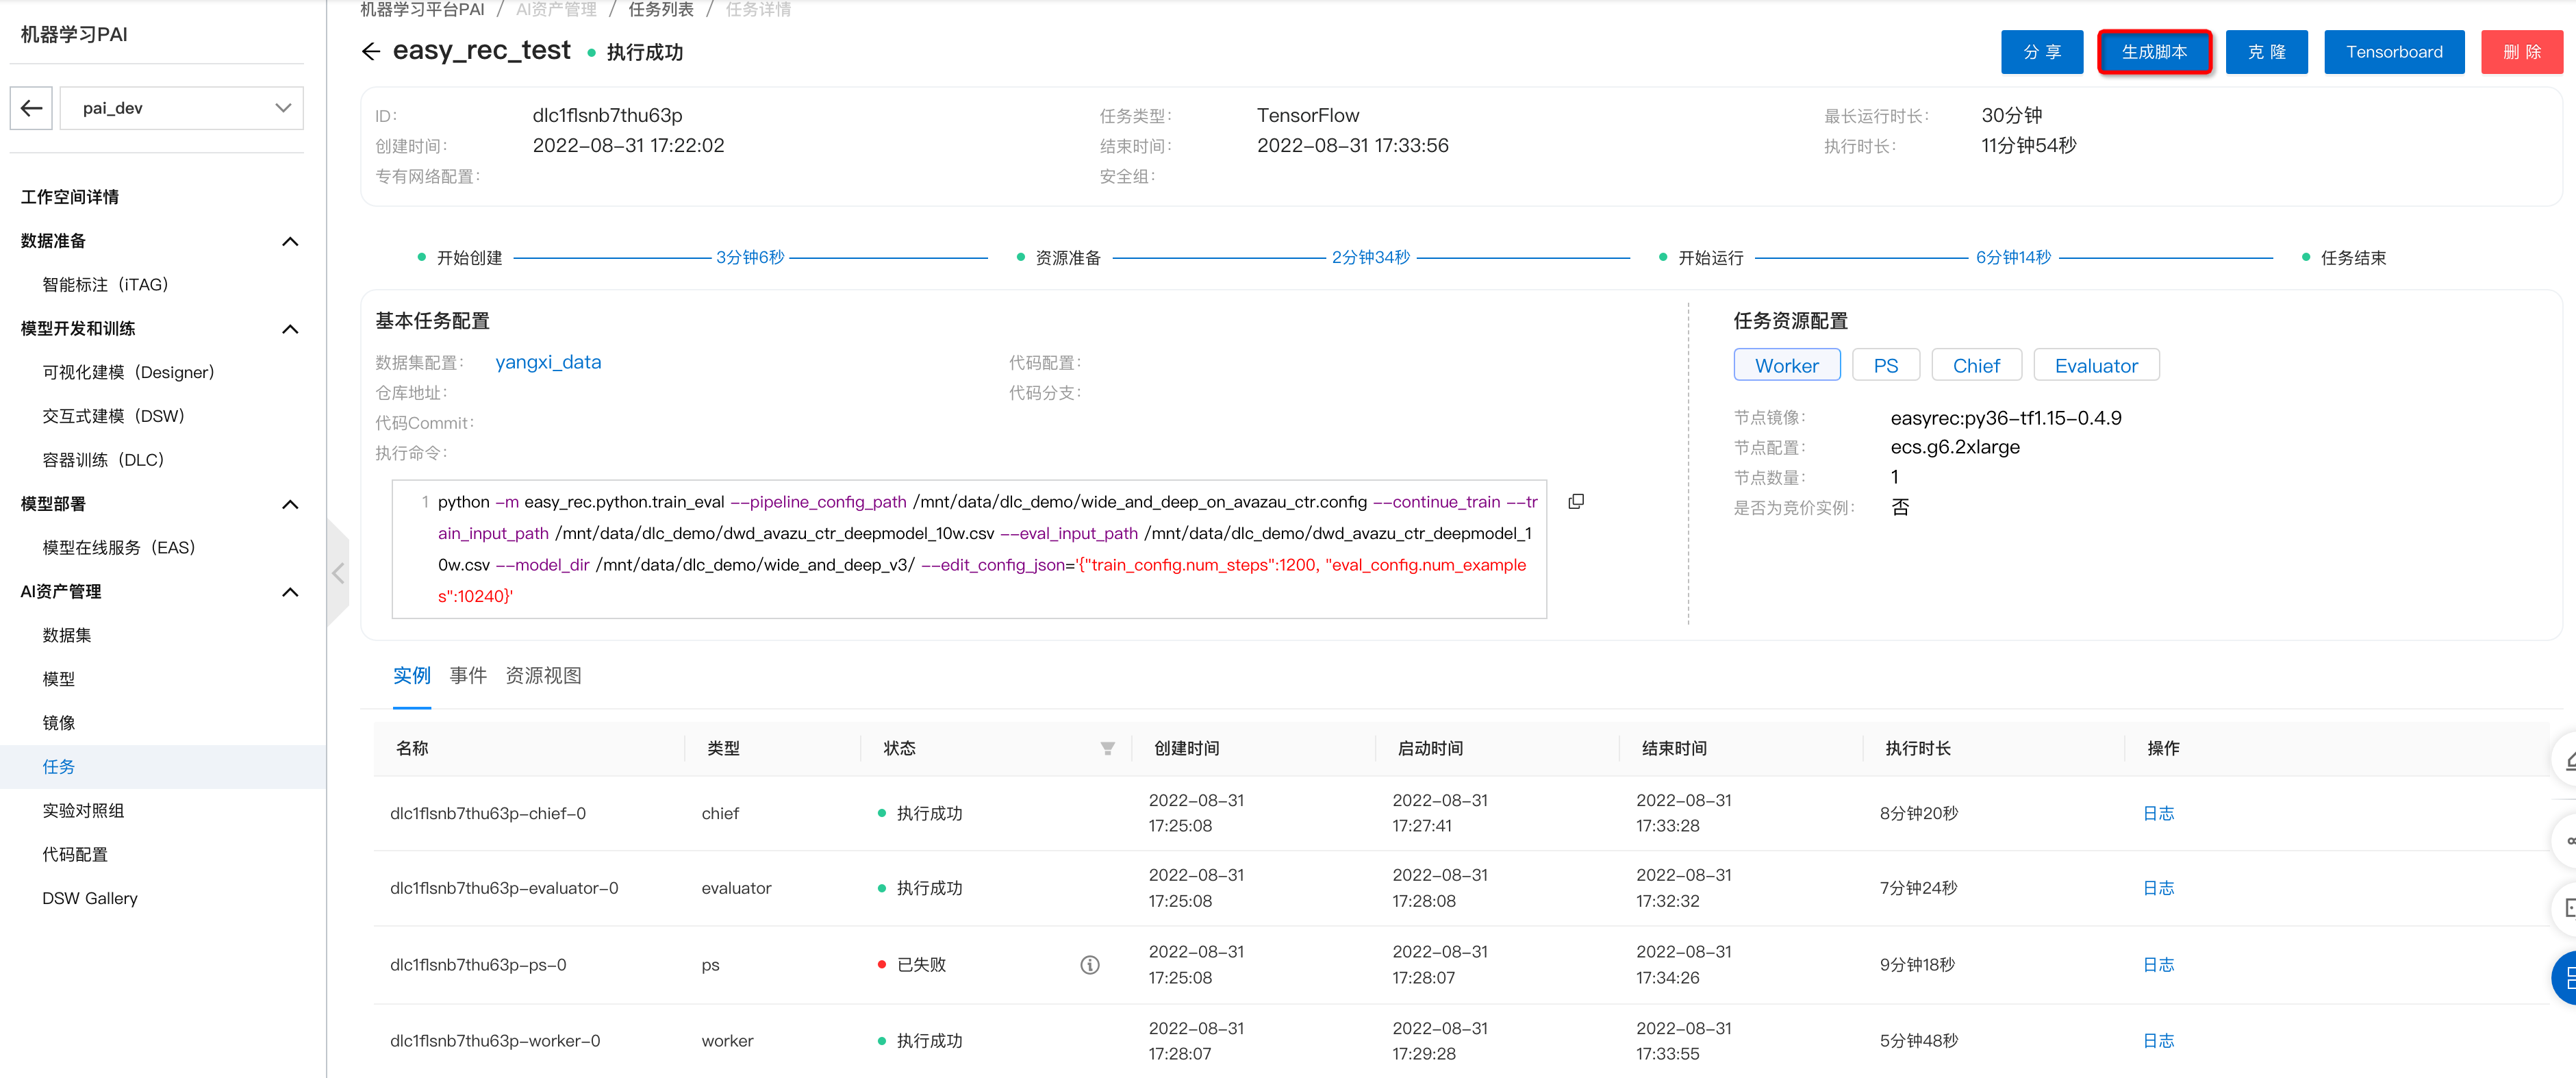 机器学习PAI
pai_dev
工作空间详情
数据准备
智能标注（iTAG）
模型开发和训练
可视化建模（Designer）
交互式建模（DSW）
容器训练（DLC）
模型部署
模型在线服务（EAS）
AI资产管理
数据集
模型
镜像
任务
实验对照组
代码配置
DSW Gallery
机器学习平台PAI / AI资产管理 / 任务列表 / 任务详情
easy_rec_test 执行成功
分享 生成脚本 克隆 Tensorboard 删除
ID: dlc1flsnb7thu63p 任务类型: TensorFlow 最长运行时长: 30分钟
创建时间: 2022-08-31 17:22:02 结束时间: 2022-08-31 17:33:56 执行时长: 11分钟54秒
专有网络配置: 安全组:
开始创建 3分钟6秒 资源准备 2分钟34秒 开始运行 6分钟14秒 任务结束
基本任务配置
数据集配置: yangxi_data 代码配置:
仓库地址: 代码分支:
代码Commit:
执行命令:
1 python -m easy_rec.python.train_eval --pipeline_config_path /mnt/data/dlc_demo/wide_and_deep_on_avazau_ctr.config --continue_train --tr
ain_input_path /mnt/data/dlc_demo/dwd_avazu_ctr_deepmodel_10w.csv --eval_input_path /mnt/data/dlc_demo/dwd_avazu_ctr_deepmodel_1
0w.csv --model_dir /mnt/data/dlc_demo/wide_and_deep_v3/ --edit_config_json='{"train_config.num_steps":1200, "eval_config.num_example
s":10240}'
任务资源配置
Worker PS Chief Evaluator
节点镜像: easyrec:py36-tf1.15-0.4.9
节点配置: ecs.g6.2xlarge
节点数量: 1
是否为竞价实例: 否
实例 事件 资源视图
名称 类型 状态 创建时间 启动时间 结束时间 执行时长 操作
dlc1flsnb7thu63p-chief-0 chief 执行成功 2022-08-31 17:25:08 2022-08-31 17:27:41 2022-08-31 17:33:28 8分钟20秒 日志
dlc1flsnb7thu63p-evaluator-0 evaluator 执行成功 2022-08-31 17:25:08 2022-08-31 17:28:08 2022-08-31 17:32:32 7分钟24秒 日志
dlc1flsnb7thu63p-ps-0 ps 已失败 2022-08-31 17:25:08 2022-08-31 17:28:07 2022-08-31 17:34:26 9分钟18秒 日志
dlc1flsnb7thu63p-worker-0 worker 执行成功 2022-08-31 17:28:07 2022-08-31 17:29:28 2022-08-31 17:33:55 5分钟48秒 日志